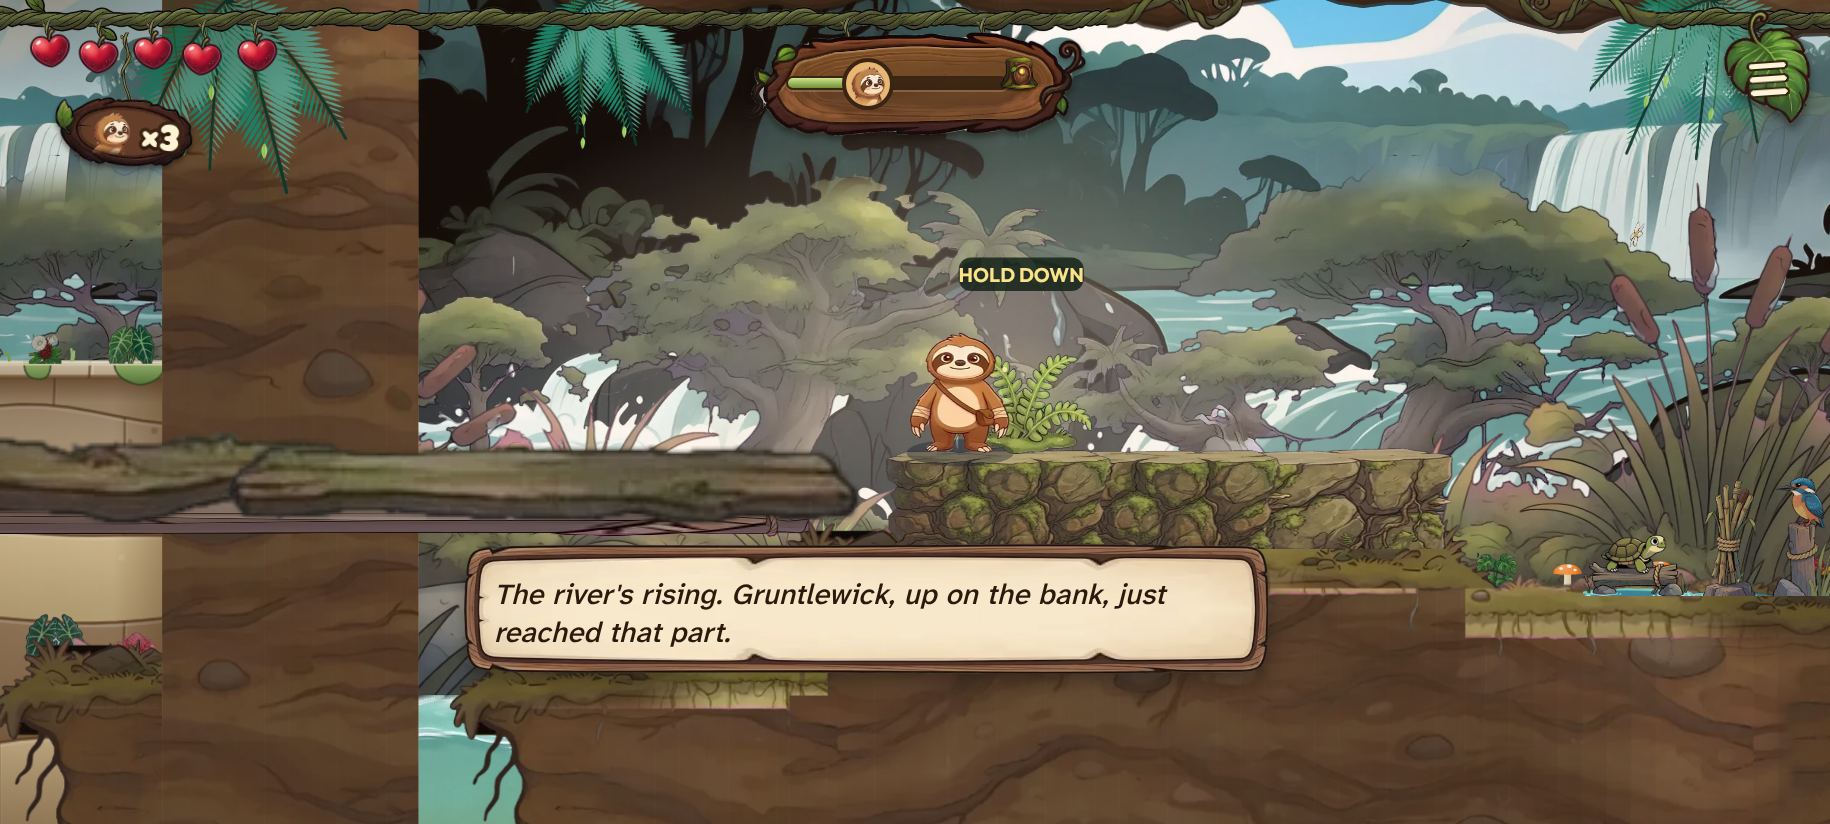 ×3
HOLD DOWN
The river's rising. Gruntlewick, up on the bank, just
reached that part.